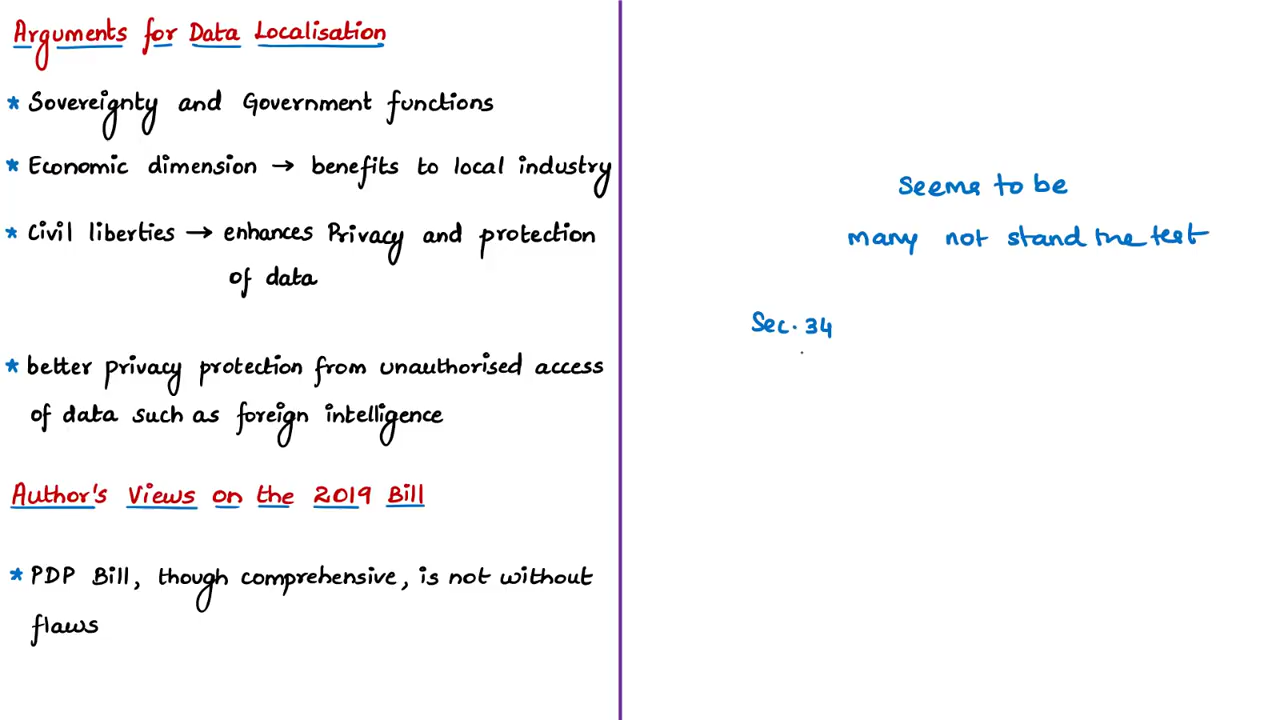 Arguments for Data Localisation
* Sovereignty and Government functions
* Economic dimension → benefits to local industry
* Civil liberties → enhances Privacy and protection
of data
* better privacy protection from unauthorised access
of data such as foreign intelligence
Author's Views on the 2019 Bill
* PDP Bill, though comprehensive, is not without
flaws
Seems to be
many not stand the test
Sec. 34